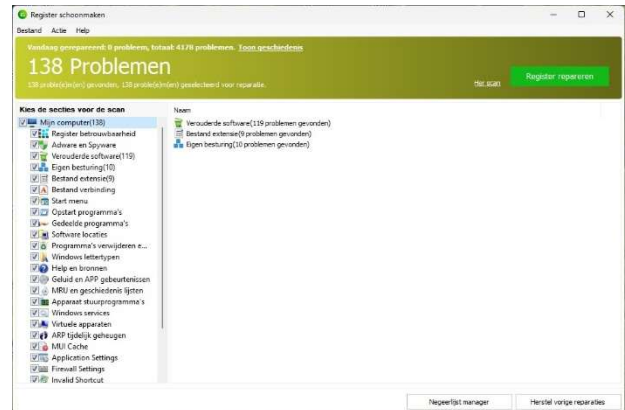 Register schoonmaken
Bestand Actie Help
Vandaag gerepareerd: 0 probleem, totaal: 4178 problemen. Toon geschiedenis
138 Problemen
138 proble(e)m(en) gevonden, 138 proble(e)m(en) geselecteerd voor reparatie.
Her scan
Register repareren
Kies de secties voor de scan
Mijn computer(138)
Register betrouwbaarheid
Adware en Spyware
Verouderde software(119)
Eigen besturing(10)
Bestand extensie(9)
Bestand verbinding
Start menu
Opstart programma's
Gedeelde programma's
Software locaties
Programma's verwijderen e...
Windows lettertypen
Help en bronnen
Geluid en APP gebeurtenissen
MRU en geschiedenis lijsten
Apparaat stuurprogramma's
Windows services
Virtuele apparaten
ARP tijdelijk geheugen
MUI Cache
Application Settings
Firewall Settings
Invalid Shortcut
Naam
Verouderde software(119 problemen gevonden)
Bestand extensie(9 problemen gevonden)
Eigen besturing(10 problemen gevonden)
Negeerlijst manager
Herstel vorige reparaties